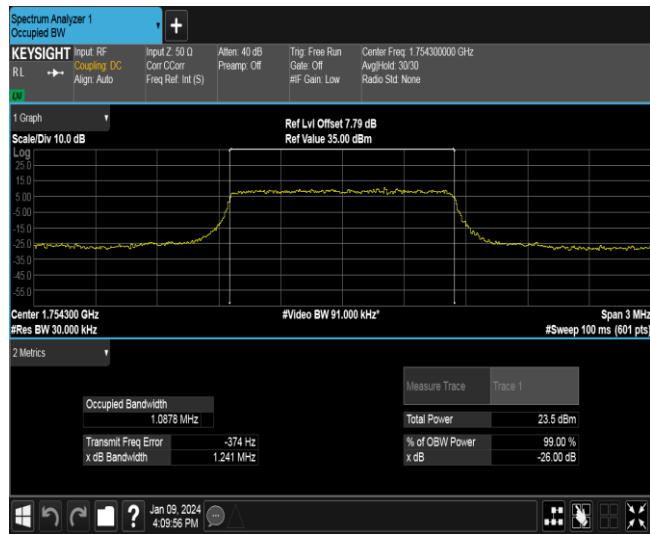 Spectrum Analyzer 1
Occupied BW
+
KEYSIGHT
R L
Input: RF
Coupling: DC
Align: Auto
Input Z: 50 Ω
Corr CCorr
Freq Ref: Int (S)
Atten: 40 dB
Preamp: Off
Trig: Free Run
Gate: Off
#IF Gain: Low
Center Freq: 1.754300000 GHz
Avg|Hold: 30/30
Radio Std: None
1 Graph
Scale/Div 10.0 dB
Ref Lvl Offset 7.79 dB
Ref Value 35.00 dBm
Log
25.0
15.0
5.00
-5.00
-15.0
-25.0
-35.0
-45.0
-55.0
Center 1.754300 GHz
#Res BW 30.000 kHz
#Video BW 91.000 kHz*
Span 3 MHz
#Sweep 100 ms (601 pts)
2 Metrics
Measure Trace Trace 1
Occupied Bandwidth
1.0878 MHz
Total Power 23.5 dBm
Transmit Freq Error -374 Hz
% of OBW Power 99.00 %
x dB Bandwidth 1.241 MHz
x dB -26.00 dB
?
Jan 09, 2024
4:09:56 PM